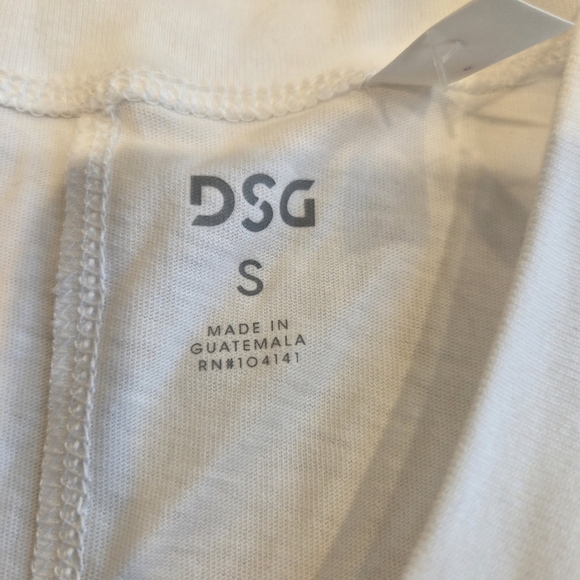 DSG
S
MADE IN
GUATEMALA
RN#104141